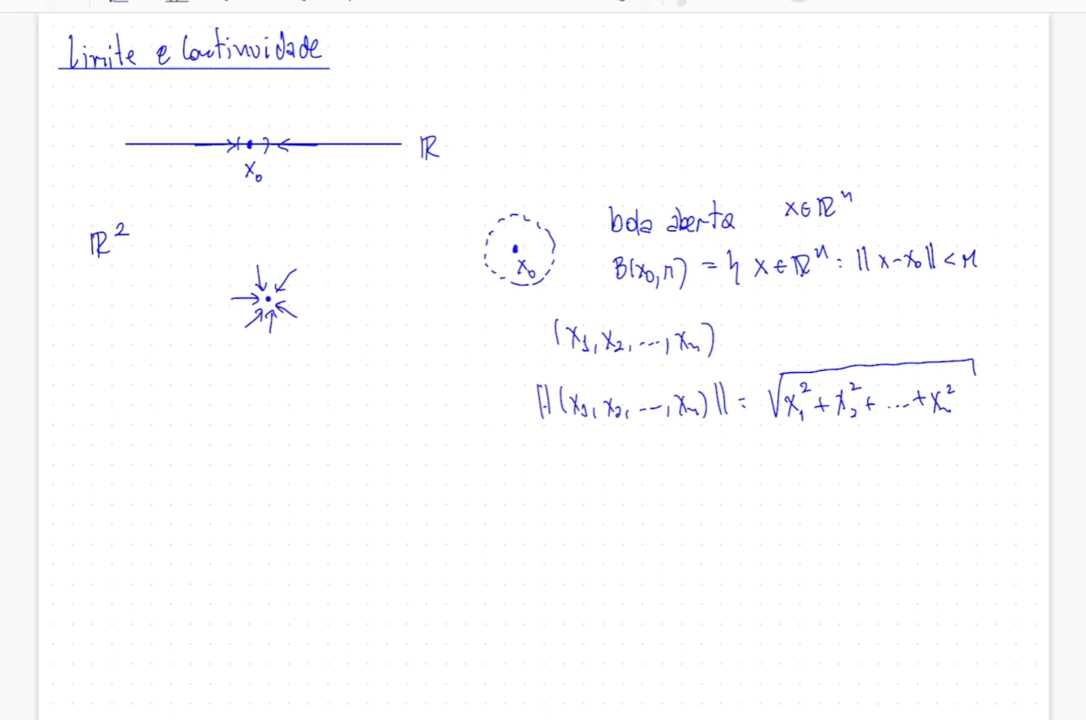 Limite e Continuidade
ℝ
x₀
ℝ²
x₀
bola aberta x∈ℝⁿ
B(x₀,r) = { x∈ℝⁿ : ||x-x₀|| < r
(x₁, x₂, ..., xₙ)
||(x₁, x₂, ..., xₙ)|| = √x₁² + x₂² + ... + xₙ²